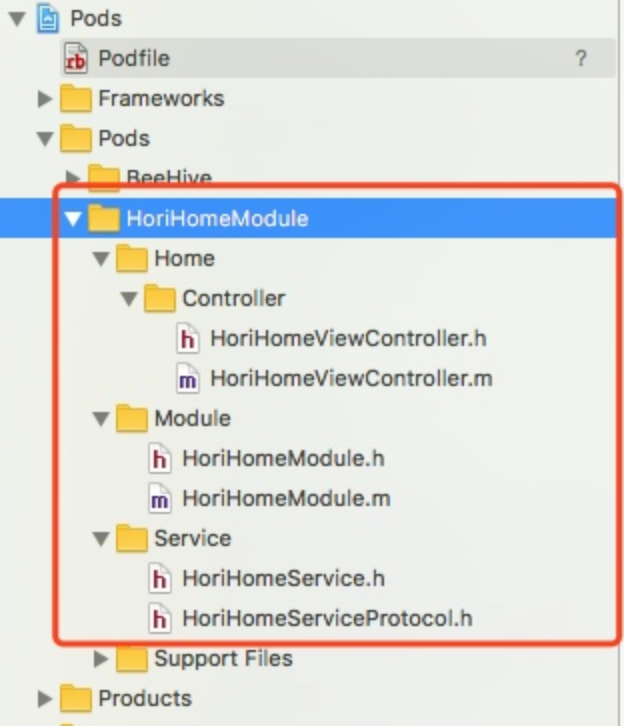 Pods
rb Podfile ?
Frameworks
Pods
BeeHive
HoriHomeModule
Home
Controller
h HoriHomeViewController.h
m HoriHomeViewController.m
Module
h HoriHomeModule.h
m HoriHomeModule.m
Service
h HoriHomeService.h
h HoriHomeServiceProtocol.h
Support Files
Products